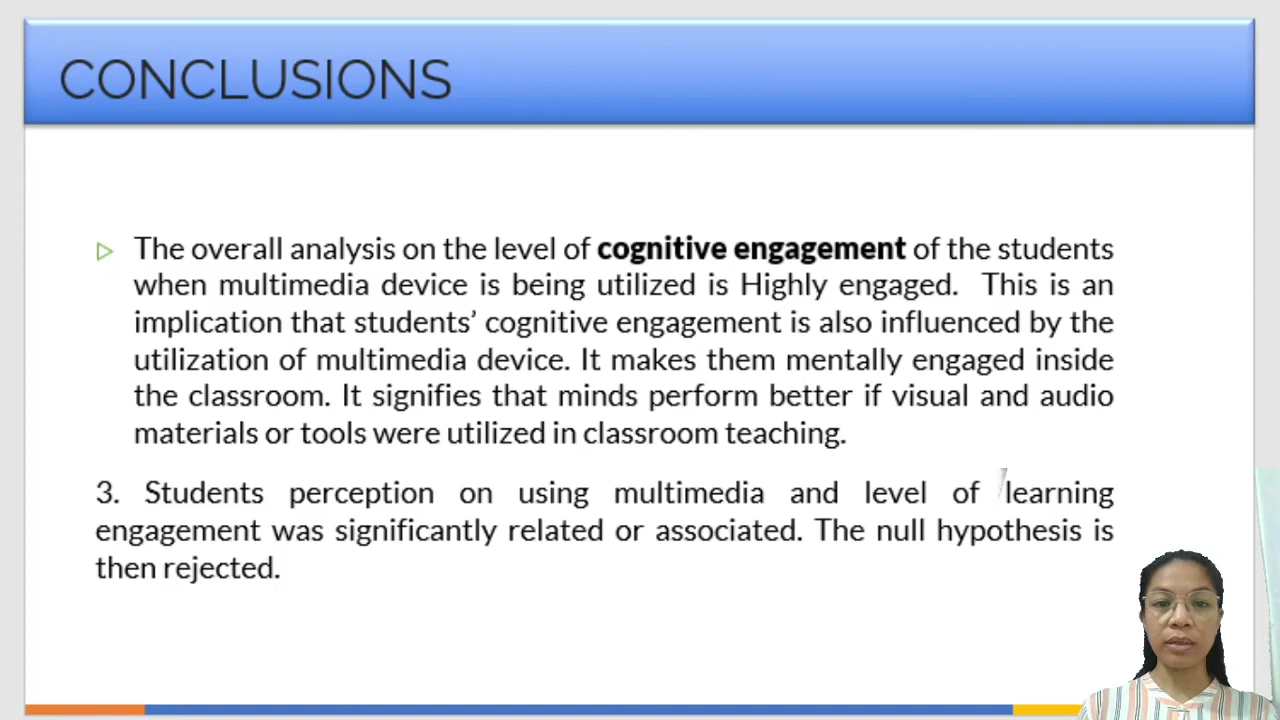 CONCLUSIONS
The overall analysis on the level of cognitive engagement of the students
when multimedia device is being utilized is Highly engaged. This is an
implication that students’ cognitive engagement is also influenced by the
utilization of multimedia device. It makes them mentally engaged inside
the classroom. It signifies that minds perform better if visual and audio
materials or tools were utilized in classroom teaching.
3. Students perception on using multimedia and level of learning
engagement was significantly related or associated. The null hypothesis is
then rejected.